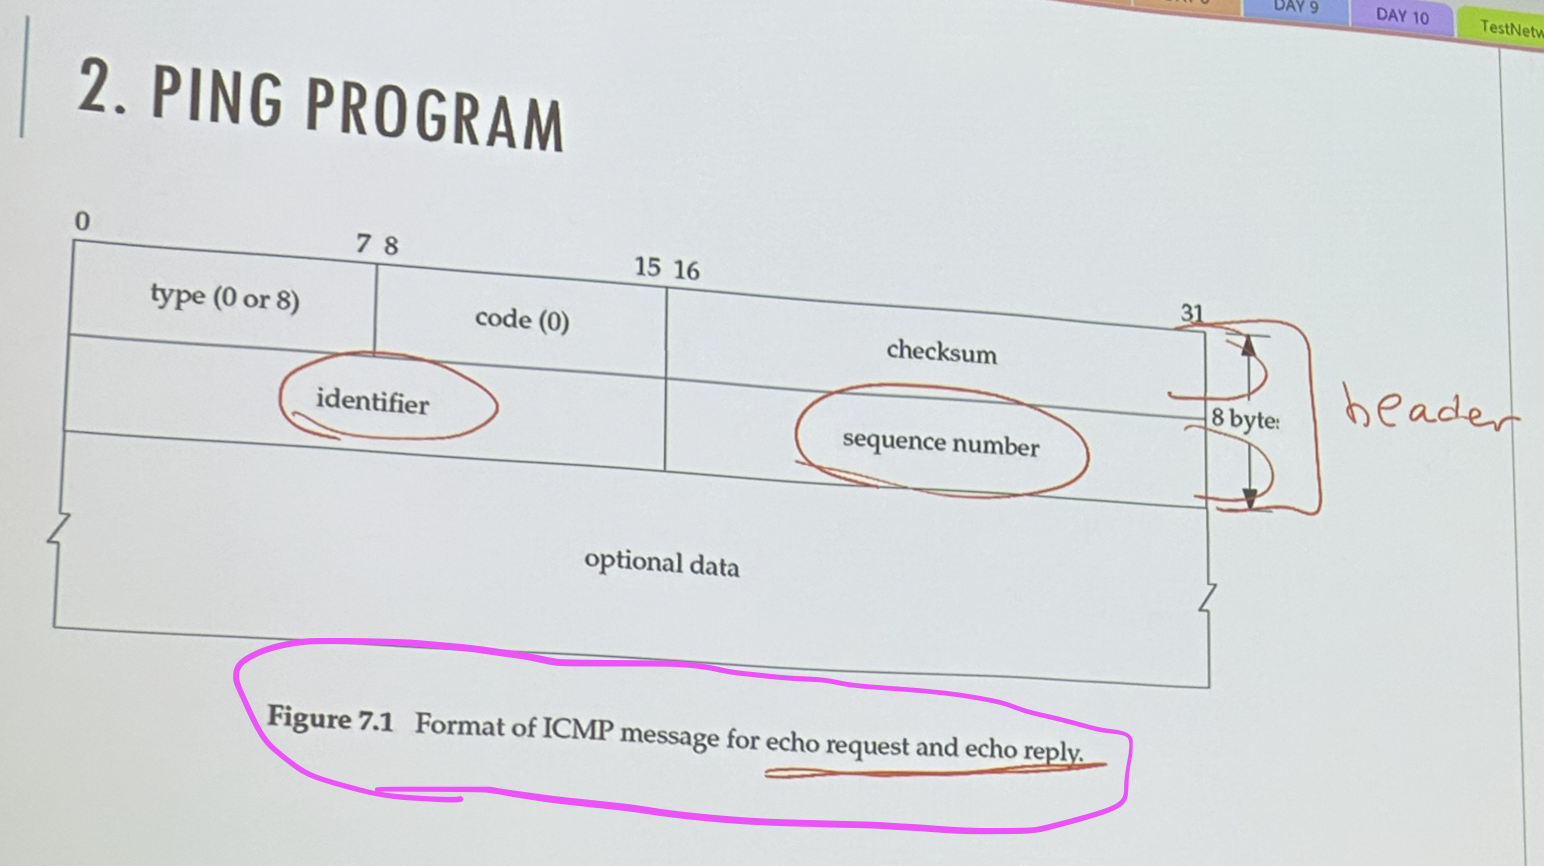 DAY 9
DAY 10
TestNetw
2. PING PROGRAM
0
7 8
15 16
31
type (0 or 8)
code (0)
checksum
8 byte:
header
identifier
sequence number
optional data
Figure 7.1 Format of ICMP message for echo request and echo reply.